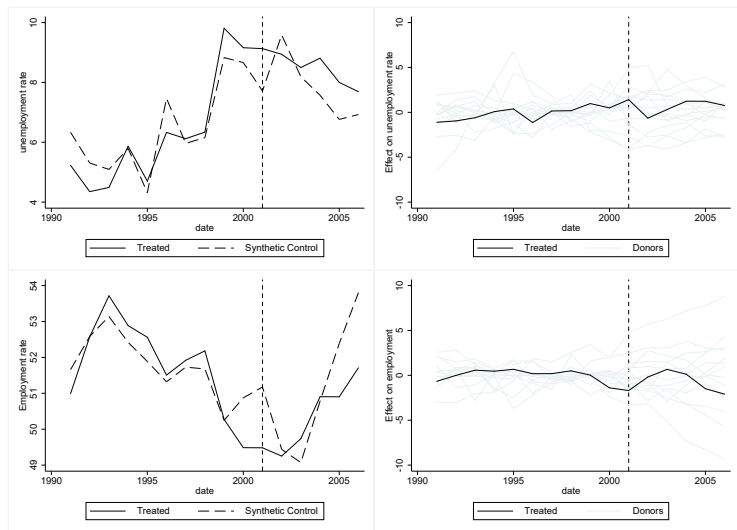 unemployment rate
10
8
6
4
1990 1995 2000 2005
date
Treated Synthetic Control
Effect on unemployment rate
10
5
0
-5
-10
1990 1995 2000 2005
date
Treated Donors
Employment rate
54
53
52
51
50
49
1990 1995 2000 2005
date
Treated Synthetic Control
Effect on employment
10
5
0
-5
-10
1990 1995 2000 2005
date
Treated Donors